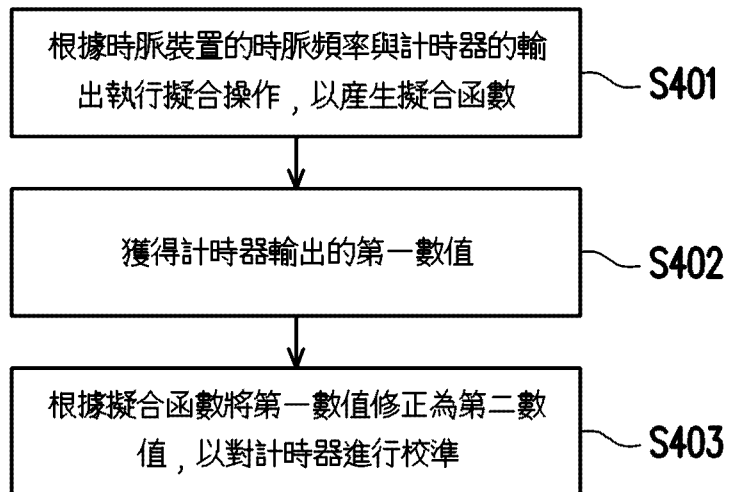 根據時脈裝置的時脈頻率與計時器的輸
出執行擬合操作，以產生擬合函數
S401
獲得計時器輸出的第一數值
S402
根據擬合函數將第一數值修正為第二數
值，以對計時器進行校準
S403